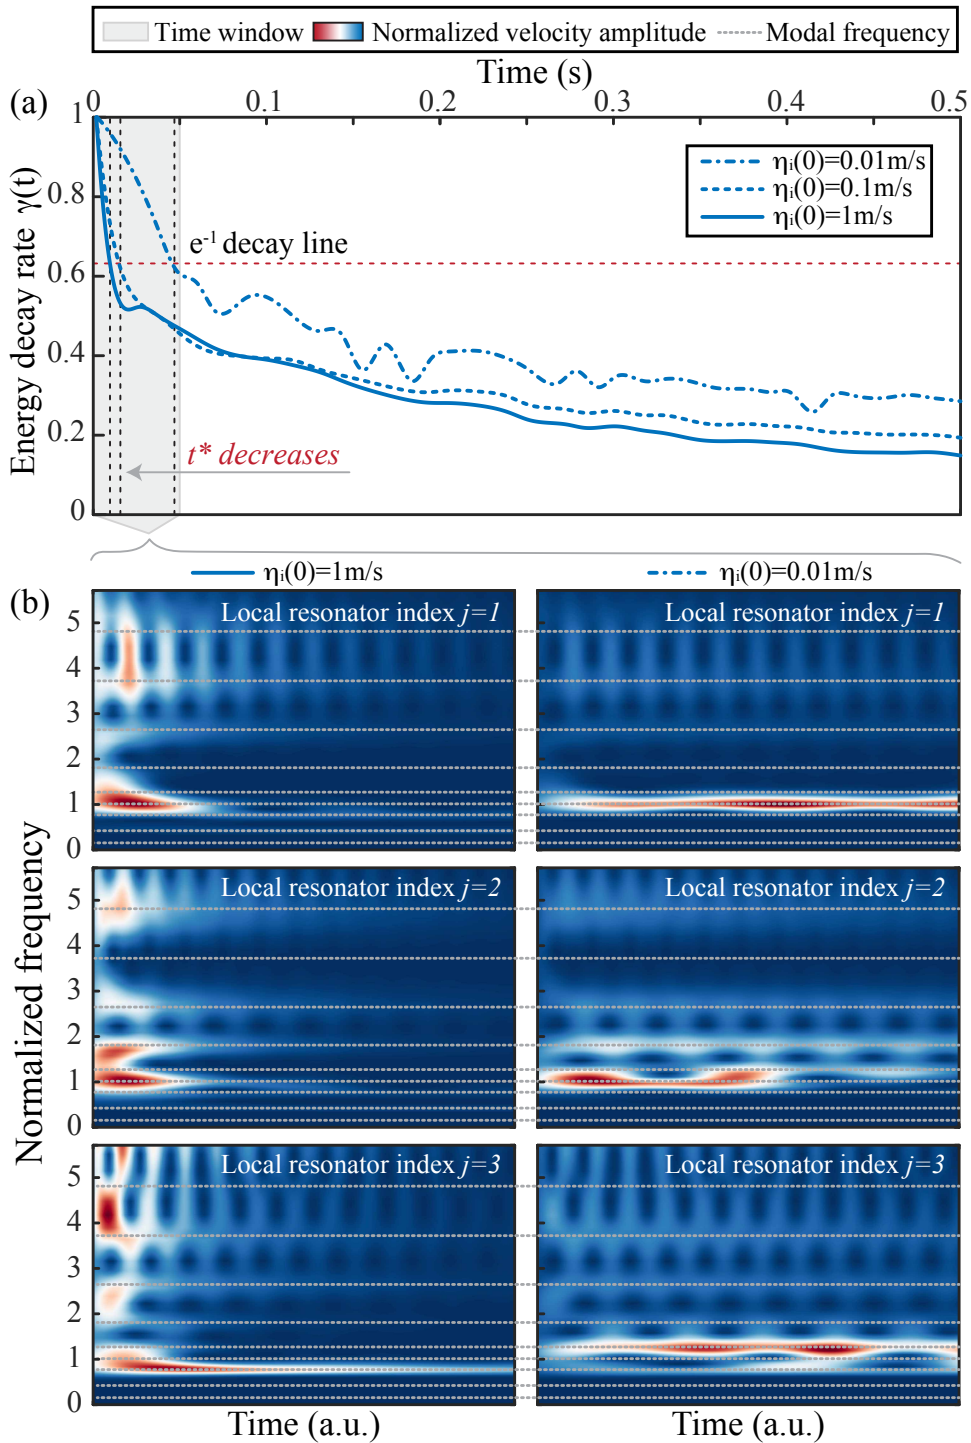 Time window Normalized velocity amplitude Modal frequency
Time (s)
(a)
0 0.1 0.2 0.3 0.4 0.5
1
0.8
0.6
0.4
0.2
0
Energy decay rate γ(t)
ηi(0)=0.01m/s
ηi(0)=0.1m/s
ηi(0)=1m/s
e⁻¹ decay line
t* decreases
ηi(0)=1m/s ηi(0)=0.01m/s
(b)
Normalized frequency
Local resonator index j=1
Local resonator index j=1
5
4
3
2
1
0
Local resonator index j=2
Local resonator index j=2
5
4
3
2
1
0
Local resonator index j=3
Local resonator index j=3
5
4
3
2
1
0
Time (a.u.) Time (a.u.)